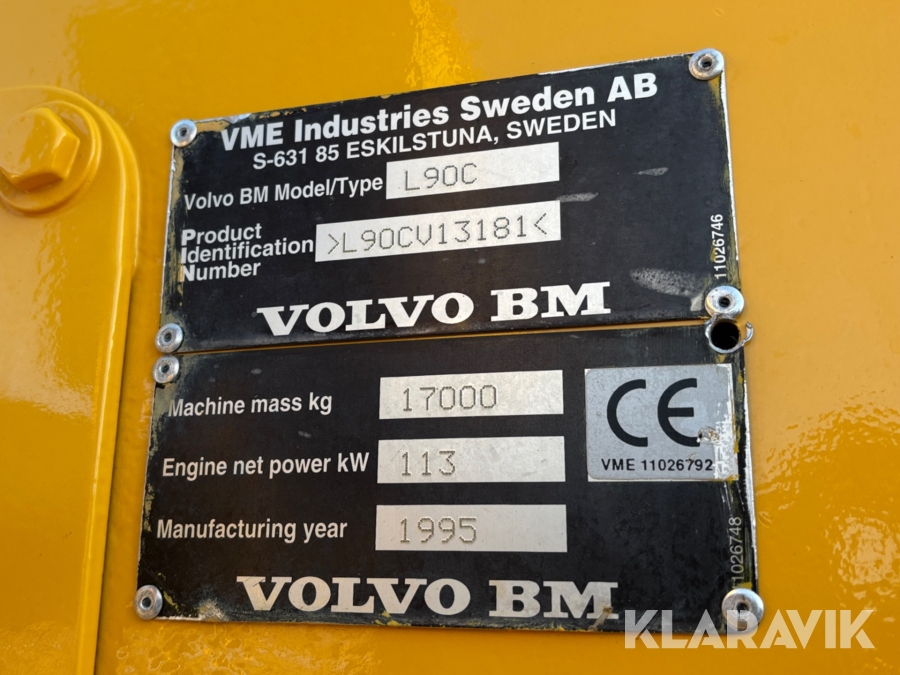 VME Industries Sweden AB
S-631 85 ESKILSTUNA, SWEDEN
Volvo BM Model/Type L90C
Product
Identification
Number
>L90CV13181<
11026746
VOLVO BM
Machine mass kg 17000
CE
VME 11026792
Engine net power kW 113
Manufacturing year 1995
11026748
VOLVO BM
KLARAVIK